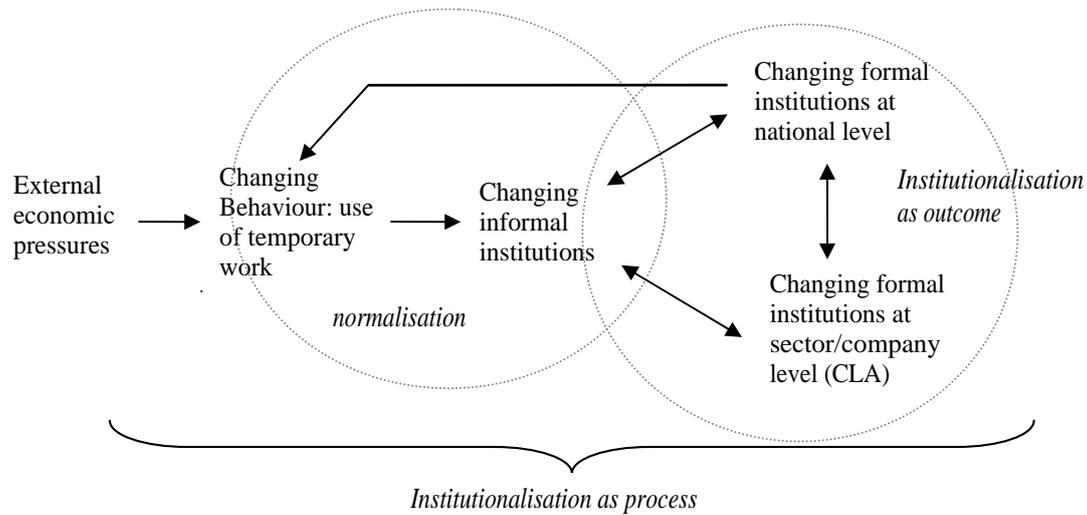 External
economic
pressures
Changing
Behaviour: use
of temporary
work
.
normalisation
Changing
informal
institutions
Changing formal
institutions at
national level
Institutionalisation
as outcome
Changing formal
institutions at
sector/company
level (CLA)
Institutionalisation as process